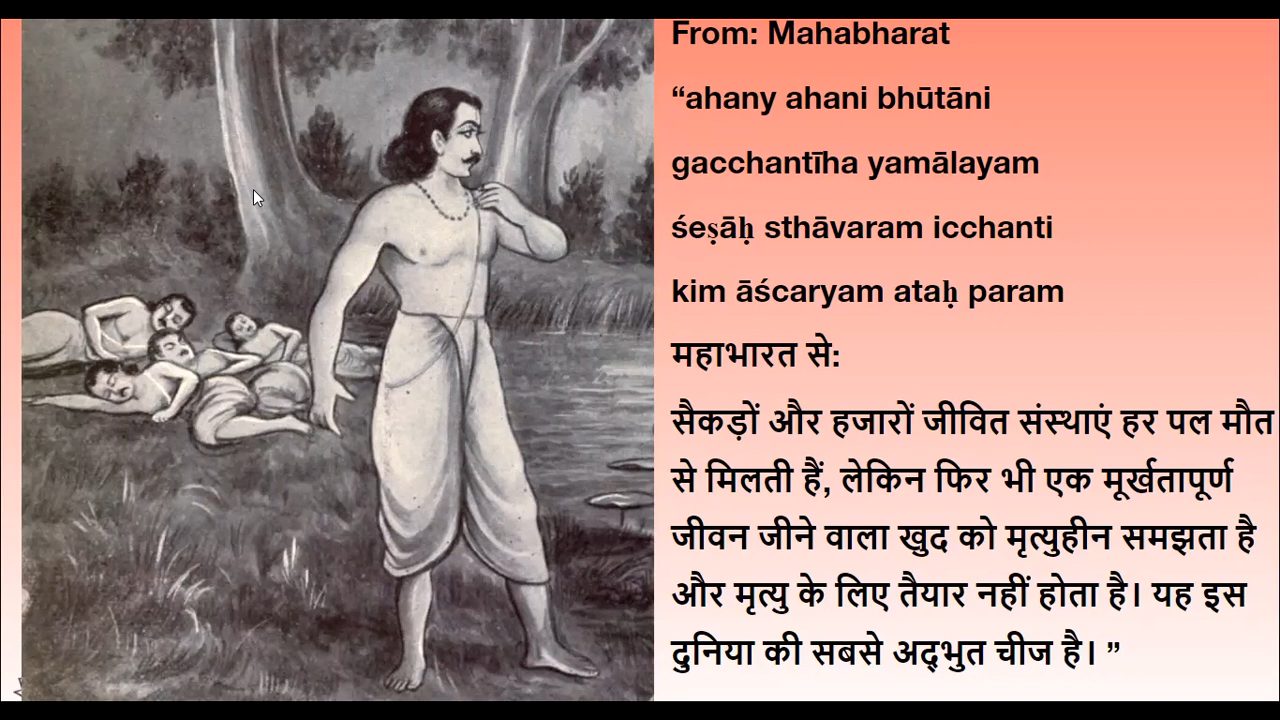 From: Mahabharat
“ahany ahani bhūtāni
gacchantīha yamālayam
śeṣāḥ sthāvaram icchanti
kim āścaryam ataḥ param
महाभारत से:
सैकड़ों और हजारों जीवित संस्थाएं हर पल मौत
से मिलती हैं, लेकिन फिर भी एक मूर्खतापूर्ण
जीवन जीने वाला खुद को मृत्युहीन समझता है
और मृत्यु के लिए तैयार नहीं होता है। यह इस
दुनिया की सबसे अद्भुत चीज है। ”